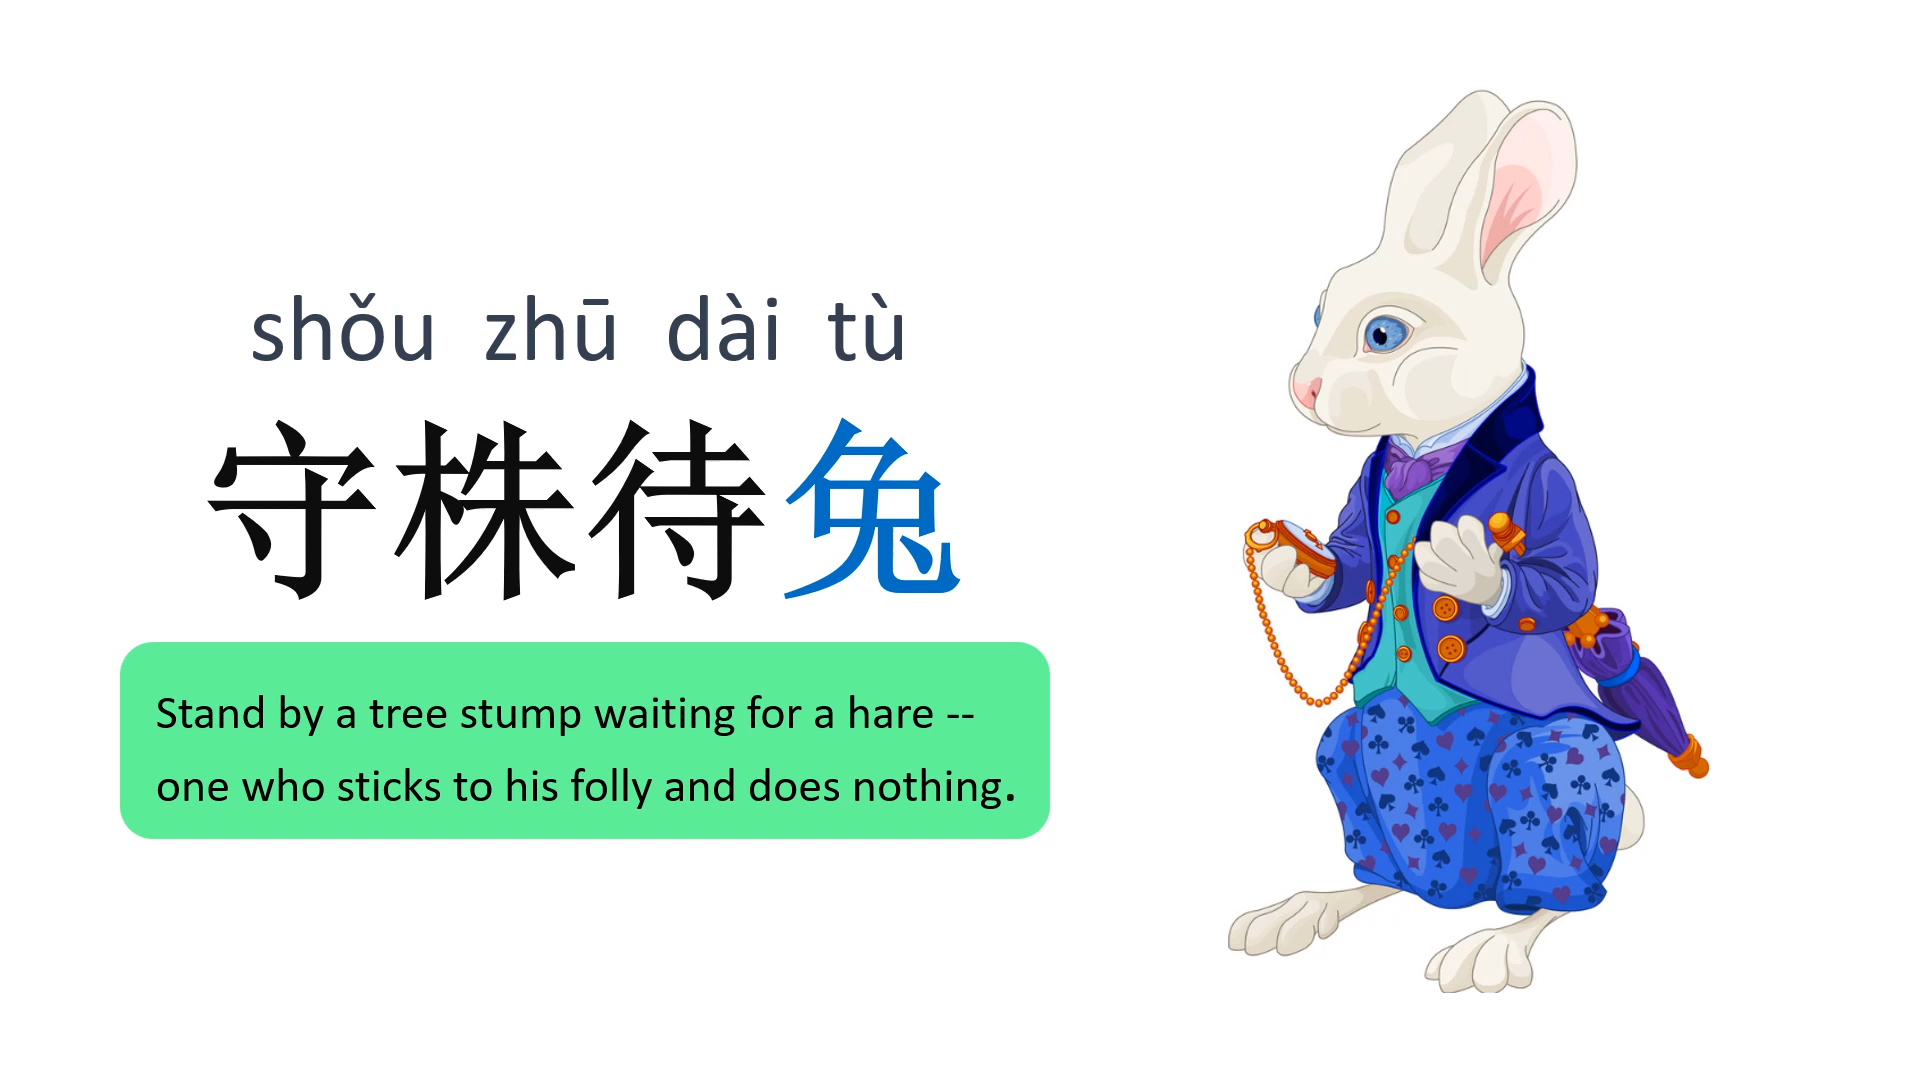 shǒu zhū dài tù
守株待兔
Stand by a tree stump waiting for a hare --
one who sticks to his folly and does nothing.